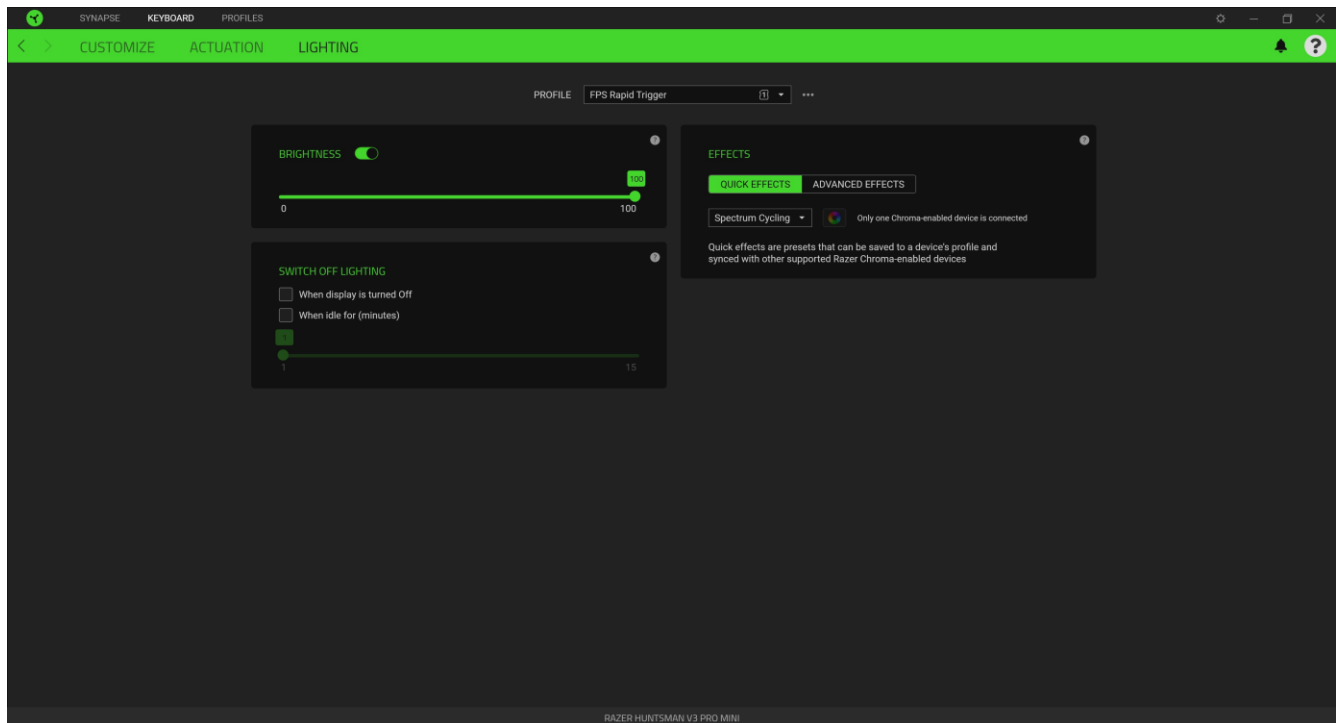 SYNAPSE KEYBOARD PROFILES
CUSTOMIZE ACTUATION LIGHTING
?
PROFILE FPS Rapid Trigger 1
BRIGHTNESS ?
100
0 100
SWITCH OFF LIGHTING ?
When display is turned Off
When idle for (minutes)
1
1 15
EFFECTS ?
QUICK EFFECTS ADVANCED EFFECTS
Spectrum Cycling Only one Chroma-enabled device is connected
Quick effects are presets that can be saved to a device's profile and
synced with other supported Razer Chroma-enabled devices
RAZER HUNTSMAN V3 PRO MINI